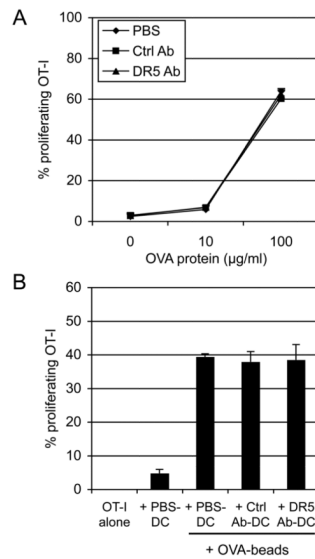 A
100
80
60
40
20
0
% proliferating OT-I
PBS
Ctrl Ab
DR5 Ab
0 10 100
OVA protein (µg/ml)
B
60
50
40
30
20
10
0
% proliferating OT-I
OT-I + PBS- + PBS- + Ctrl + DR5
alone DC DC Ab-DC Ab-DC
+ OVA-beads